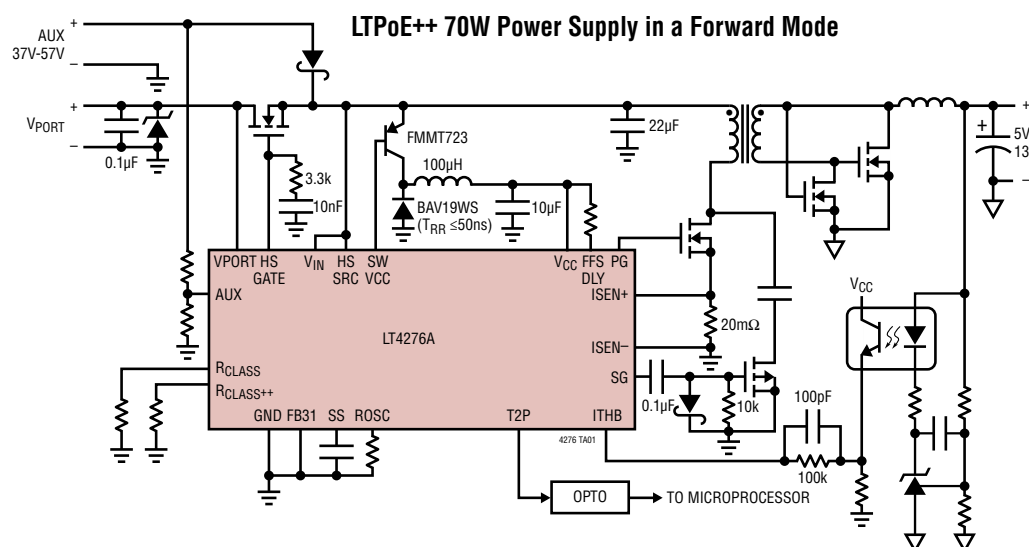 LTPoE++ 70W Power Supply in a Forward Mode
+
AUX
37V-57V
–
+
VPORT
–
0.1µF
3.3k
10nF
FMMT723
100µH
BAV19WS
(TRR ≤50ns)
10µF
22µF
+
+
5V
13
–
VPORT
HS
GATE
VIN
HS
SRC
SW
VCC
VCC
FFS
DLY
PG
AUX
ISEN+
LT4276A
20mΩ
ISEN–
RCLASS
RCLASS++
SG
0.1µF
10k
GND
FB31
SS
ROSC
T2P
ITHB
4276 TA01
VCC
100pF
100k
OPTO
TO MICROPROCESSOR